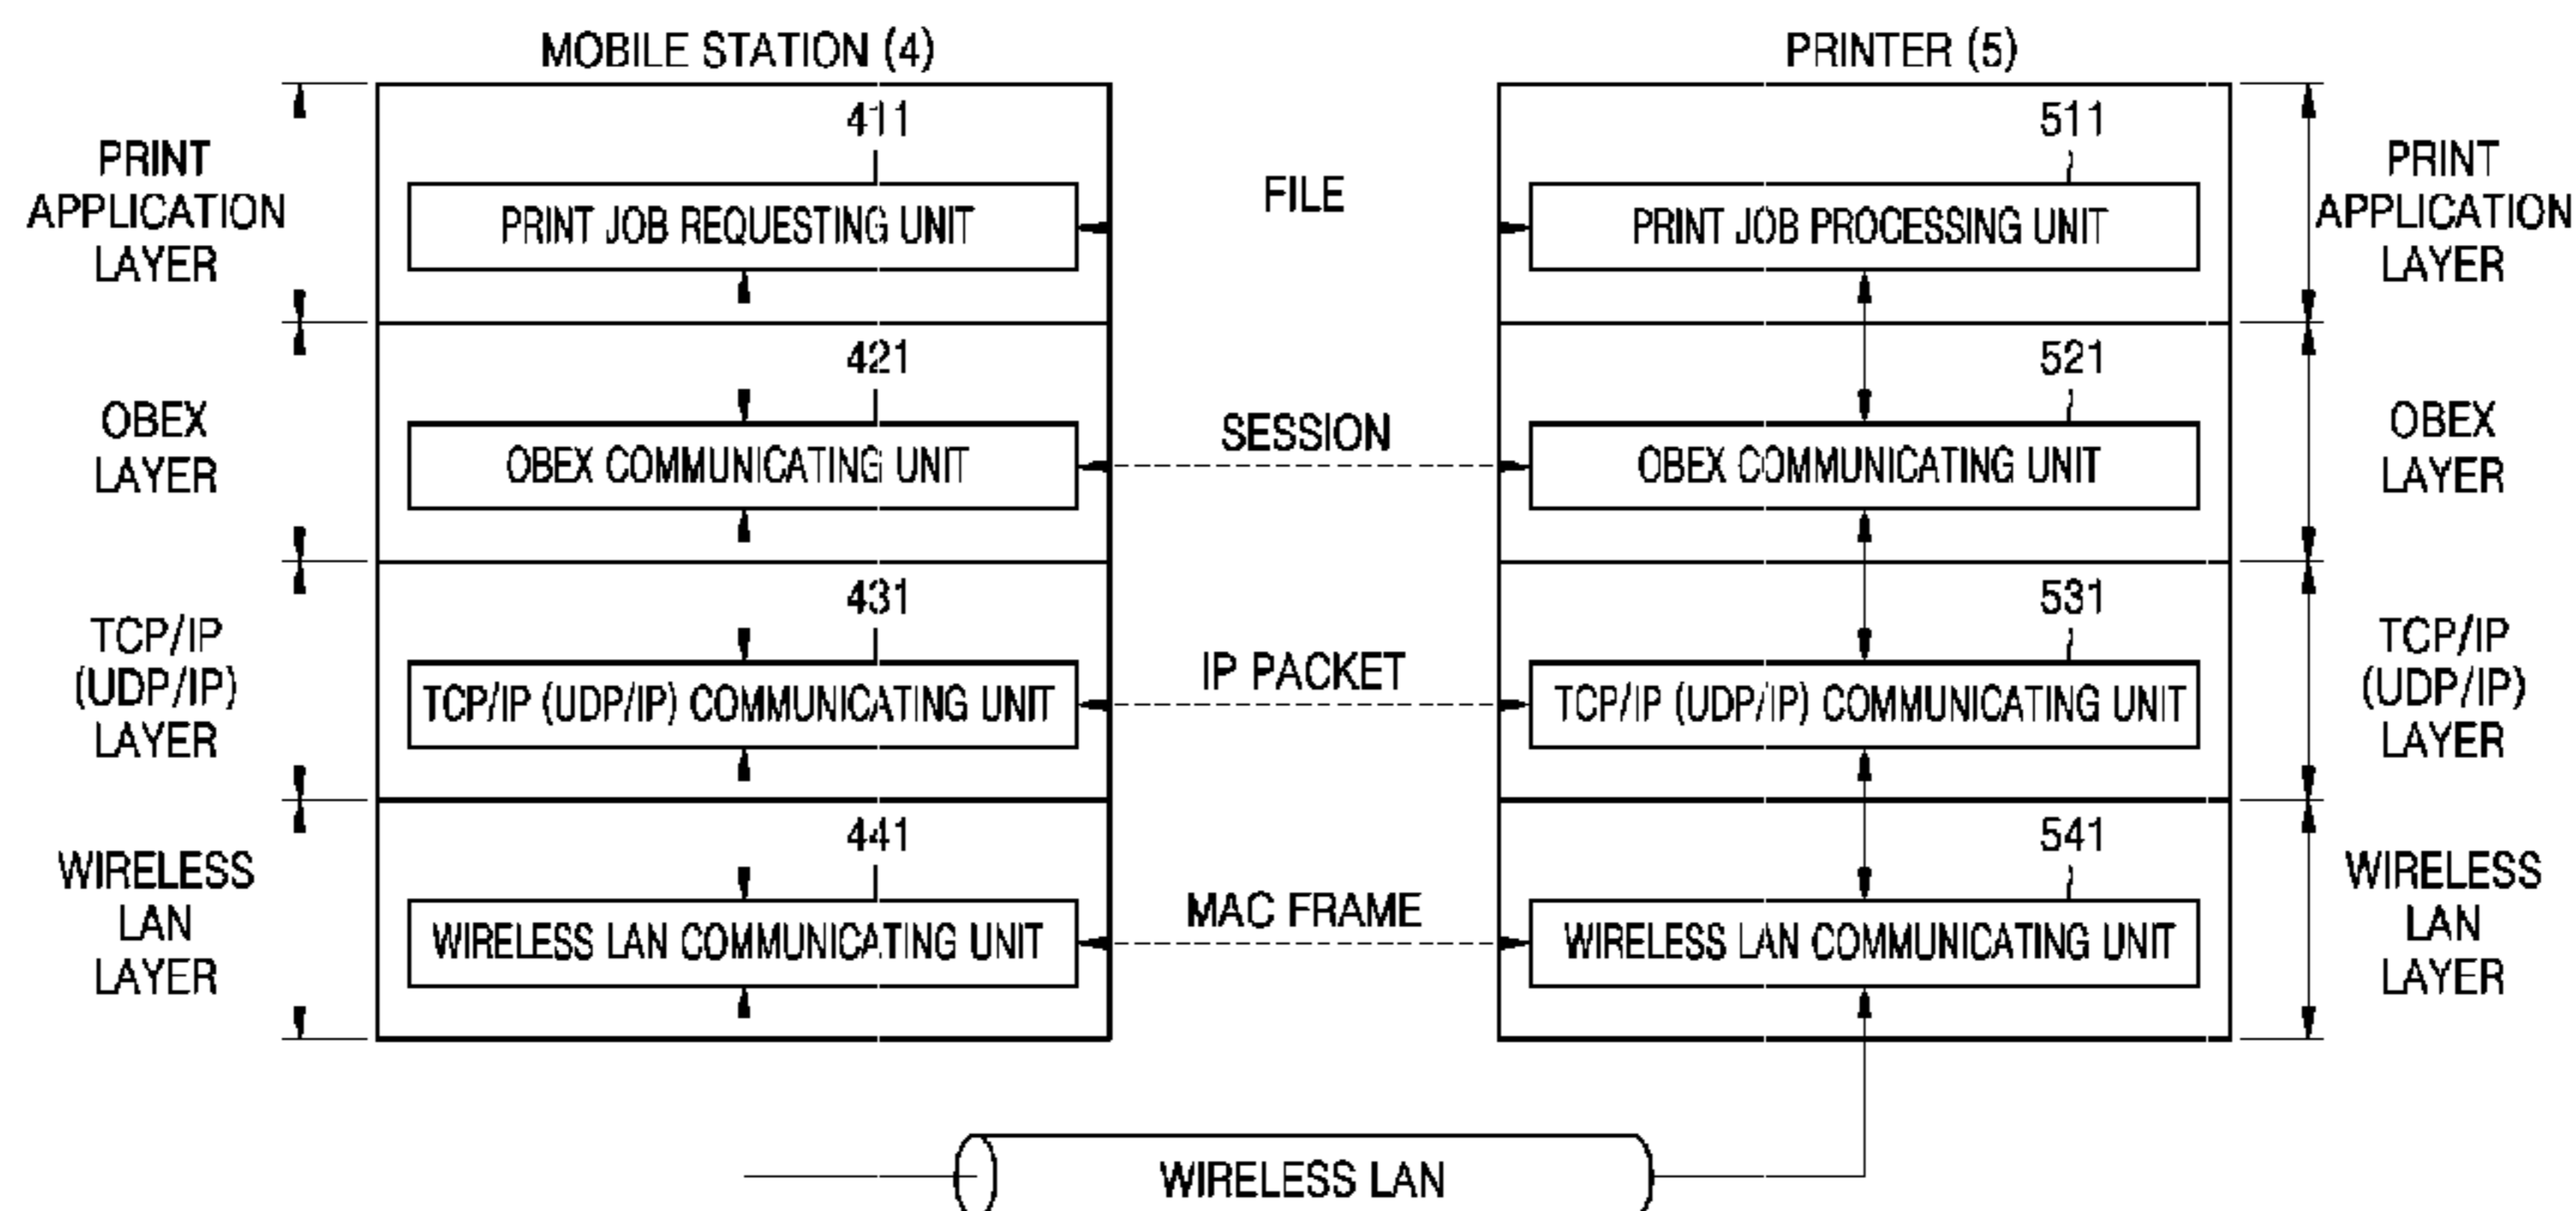 MOBILE STATION (4)
PRINTER (5)
PRINT
APPLICATION
LAYER
411
PRINT JOB REQUESTING UNIT
FILE
511
PRINT JOB PROCESSING UNIT
PRINT
APPLICATION
LAYER
OBEX
LAYER
421
OBEX COMMUNICATING UNIT
SESSION
521
OBEX COMMUNICATING UNIT
OBEX
LAYER
TCP/IP
(UDP/IP)
LAYER
431
TCP/IP (UDP/IP) COMMUNICATING UNIT
IP PACKET
531
TCP/IP (UDP/IP) COMMUNICATING UNIT
TCP/IP
(UDP/IP)
LAYER
WIRELESS
LAN
LAYER
441
WIRELESS LAN COMMUNICATING UNIT
MAC FRAME
541
WIRELESS LAN COMMUNICATING UNIT
WIRELESS
LAN
LAYER
WIRELESS LAN